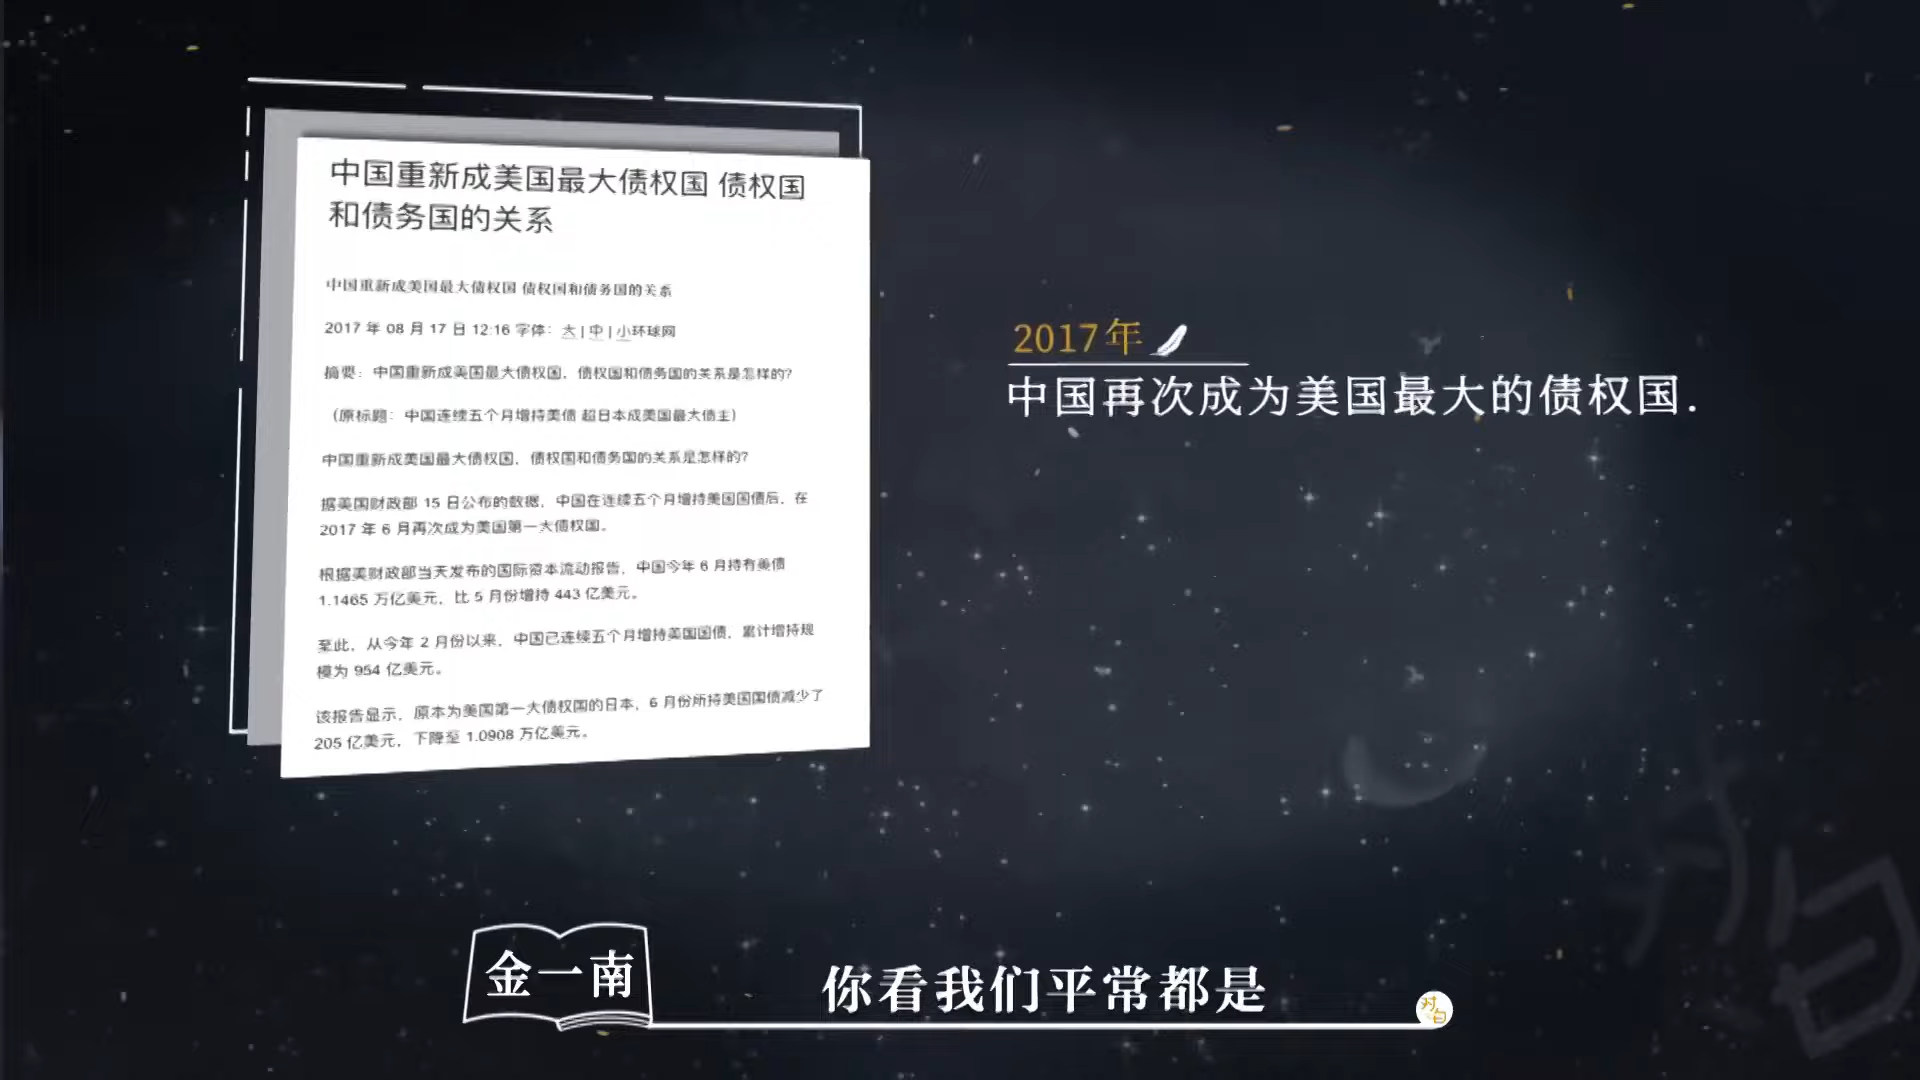 中国重新成美国最大债权国 债权国
和债务国的关系
中国重新成美国最大债权国 债权国和债务国的关系
2017 年 08 月 17 日 12:16 字体：大 | 中 | 小环球网
摘要：中国重新成美国最大债权国，债权国和债务国的关系是怎样的？
（原标题：中国连续五个月增持美债 超日本成美国最大债主）
中国重新成美国最大债权国，债权国和债务国的关系是怎样的？
据美国财政部 15 日公布的数据，中国在连续五个月增持美国国债后，在
2017 年 6 月再次成为美国第一大债权国。
根据美财政部当天发布的国际资本流动报告，中国今年 6 月持有美债
1.1465 万亿美元，比 5 月份增持 443 亿美元。
至此，从今年 2 月份以来，中国已连续五个月增持美国国债，累计增持规
模为 954 亿美元。
该报告显示，原本为美国第一大债权国的日本，6 月份所持美国国债减少了
205 亿美元，下降至 1.0908 万亿美元。
2017年
中国再次成为美国最大的债权国.
金一南
你看我们平常都是
对白
对白